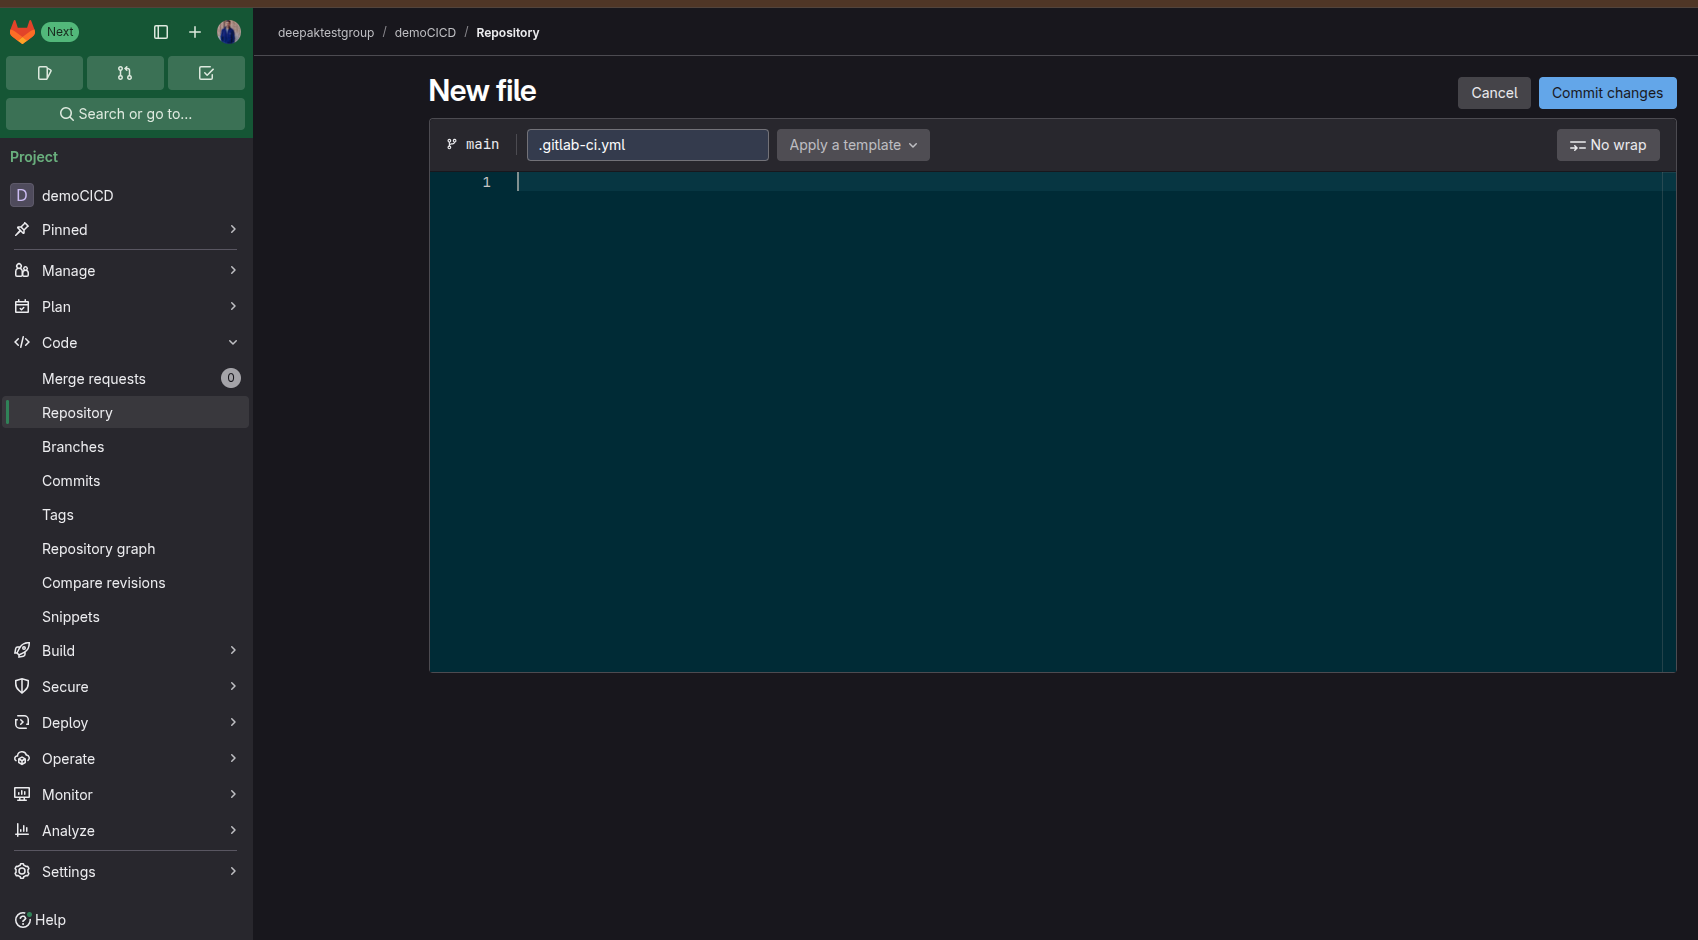 Next
Search or go to...
Project
D demoCICD
Pinned
Manage
Plan
Code
Merge requests 0
Repository
Branches
Commits
Tags
Repository graph
Compare revisions
Snippets
Build
Secure
Deploy
Operate
Monitor
Analyze
Settings
Help
deepaktestgroup / demoCICD / Repository
New file
Cancel Commit changes
main .gitlab-ci.yml Apply a template No wrap
1